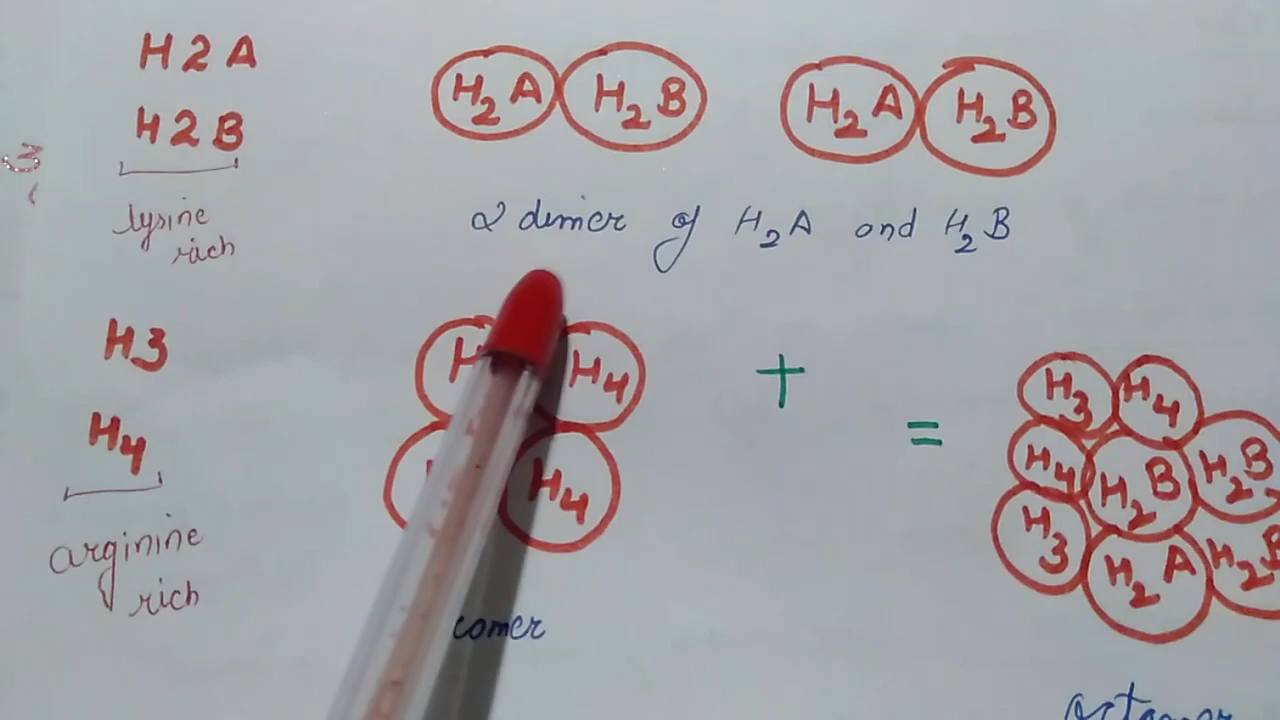 H2A
H2B
lysine
rich
H3
H4
arginine
rich
H2A H2B H2A H2B
2 dimer of H2A and H2B
H4
H4
+
=
H3 H4
H4 H2B H2B
H3 H2A H2B